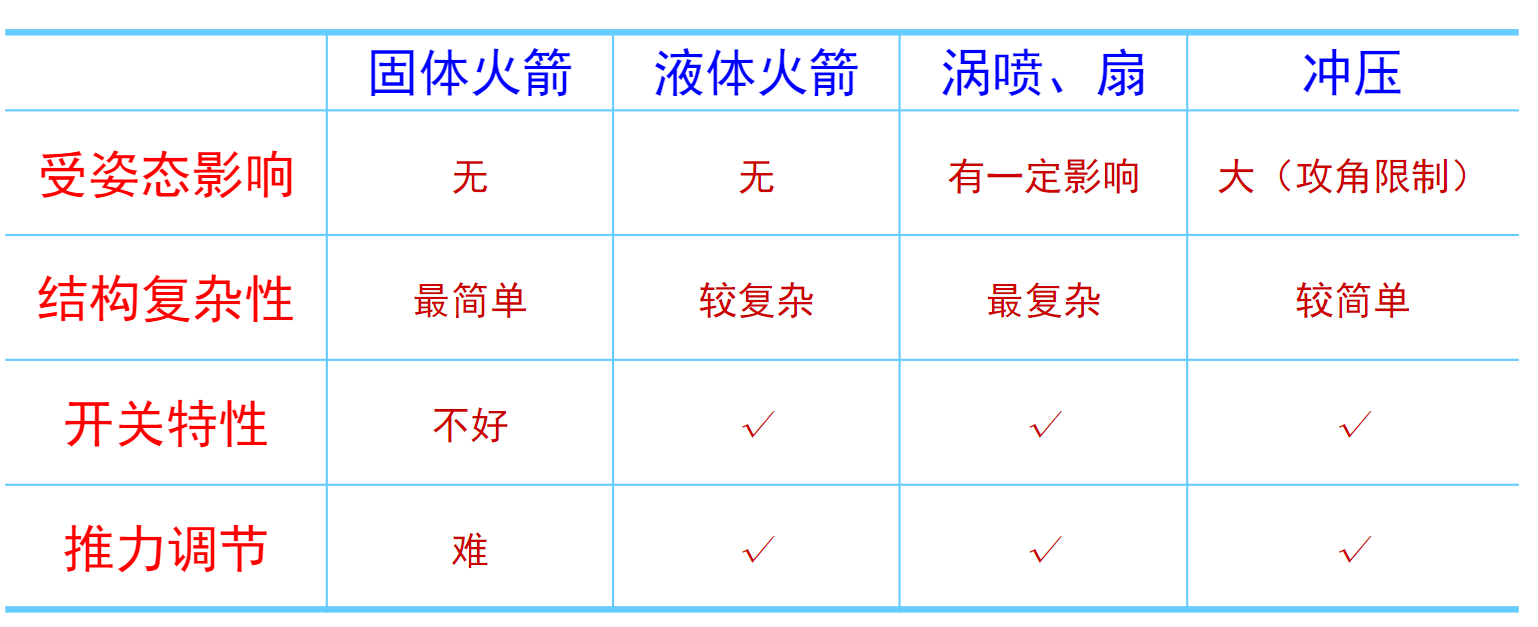 固体火箭 液体火箭 涡喷、扇 冲压
受姿态影响 无 无 有一定影响 大（攻角限制）
结构复杂性 最简单 较复杂 最复杂 较简单
开关特性 不好 √ √ √
推力调节 难 √ √ √